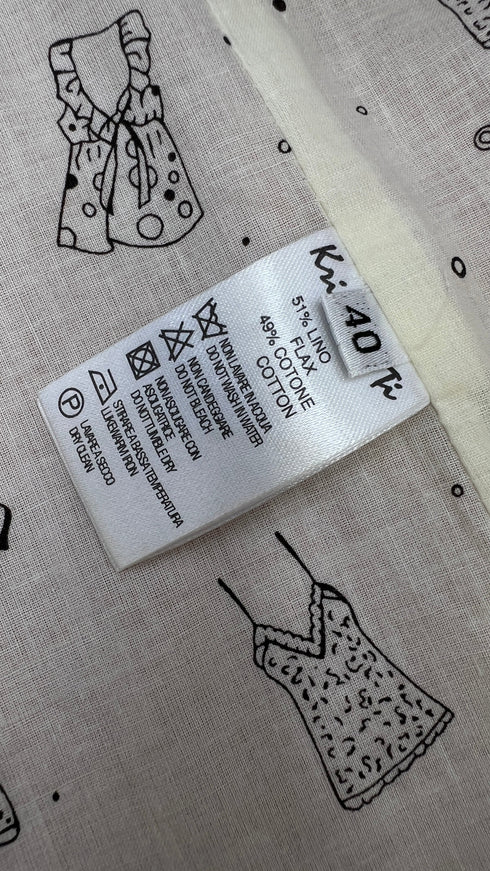 Kri
40
Ti
51% LINO
FLAX
49% COTONE
COTTON
NON LAVARE IN ACQUA
DO NOT WASH IN WATER
NON CANDEGGIARE
DO NOT BLEACH
NON ASCIUGARE CON
ASCIUGATRICE
DO NOT TUMBLE DRY
STIRARE A BASSA TEMPERATURA
LUKEWARM IRON
P
LAVARE A SECCO
DRY CLEAN